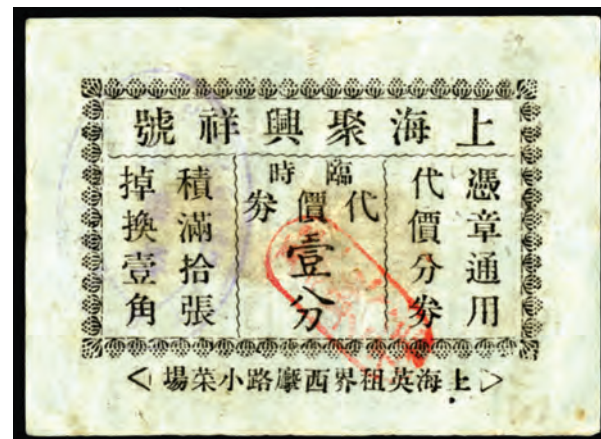 上海聚興祥號
憑章通用
代價分券
臨時
代價券
壹分
積滿拾張
掉換壹角
上海英租界西摩路小菜場